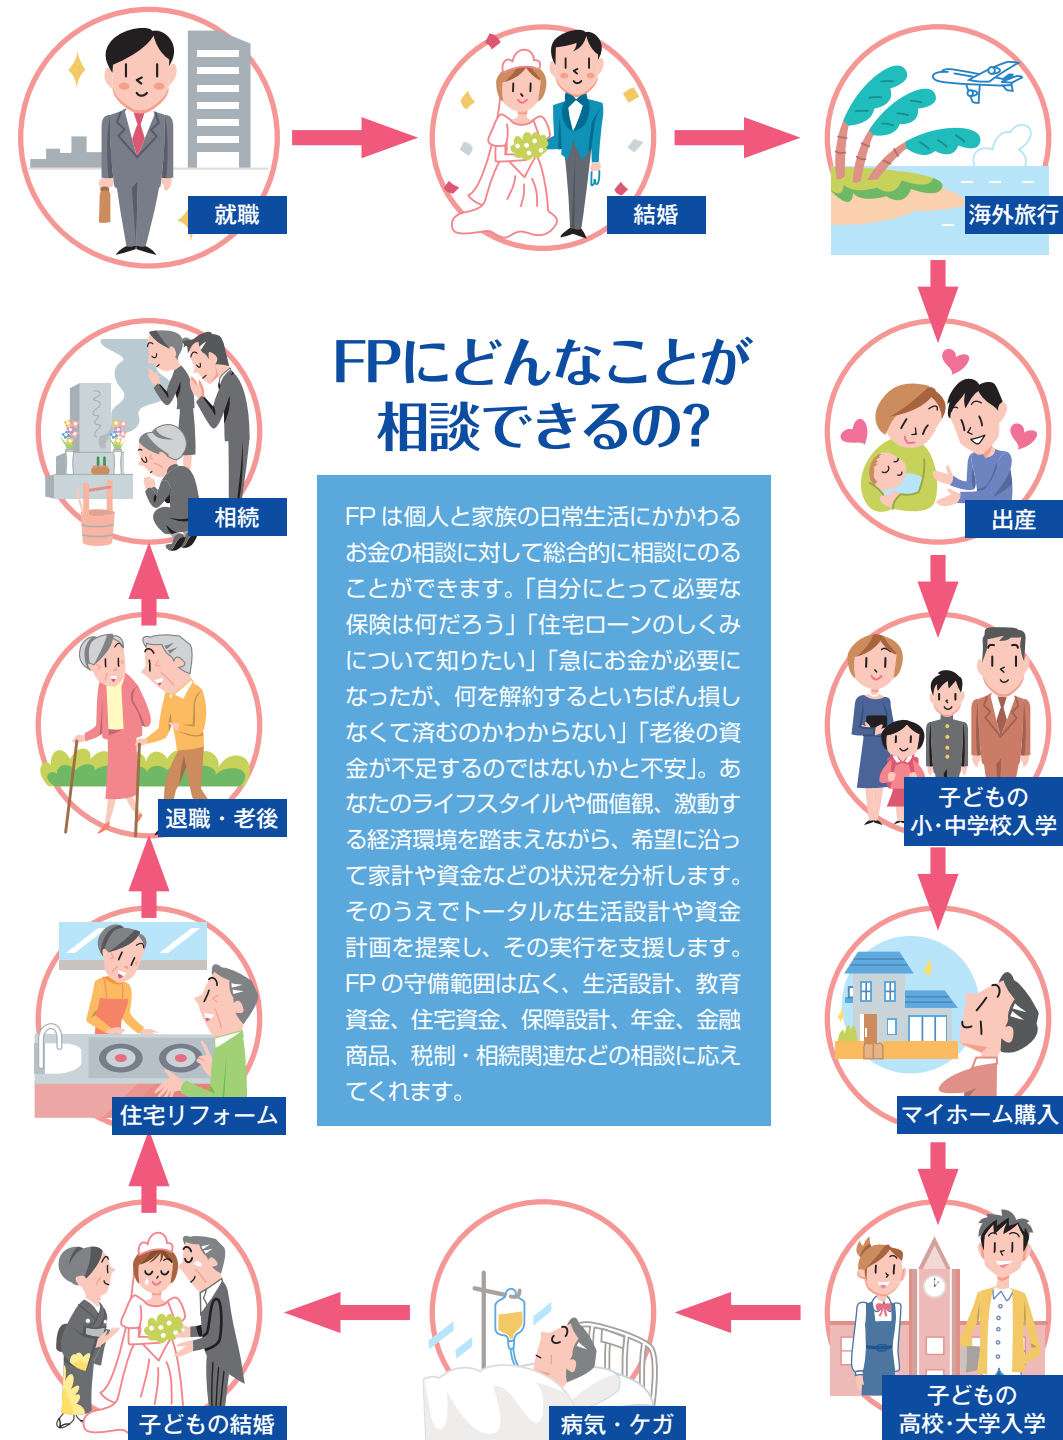 就職
結婚
海外旅行
出産
子どもの
小・中学校入学
マイホーム購入
子どもの
高校・大学入学
病気・ケガ
子どもの結婚
住宅リフォーム
退職・老後
相続
FPにどんなことが
相談できるの?
FPは個人と家族の日常生活にかかわる
お金の相談に対して総合的に相談にのる
ことができます。「自分にとって必要な
保険は何だろう」「住宅ローンのしくみ
について知りたい」「急にお金が必要に
なったが、何を解約するといちばん損し
なくて済むのかわからない」「老後の資
金が不足するのではないかと不安」。あ
なたのライフスタイルや価値観、激動す
る経済環境を踏まえながら、希望に沿っ
て家計や資金などの状況を分析します。
そのうえでトータルな生活設計や資金
計画を提案し、その実行を支援します。
FPの守備範囲は広く、生活設計、教育
資金、住宅資金、保障設計、年金、金融
商品、税制・相続関連などの相談に応え
てくれます。